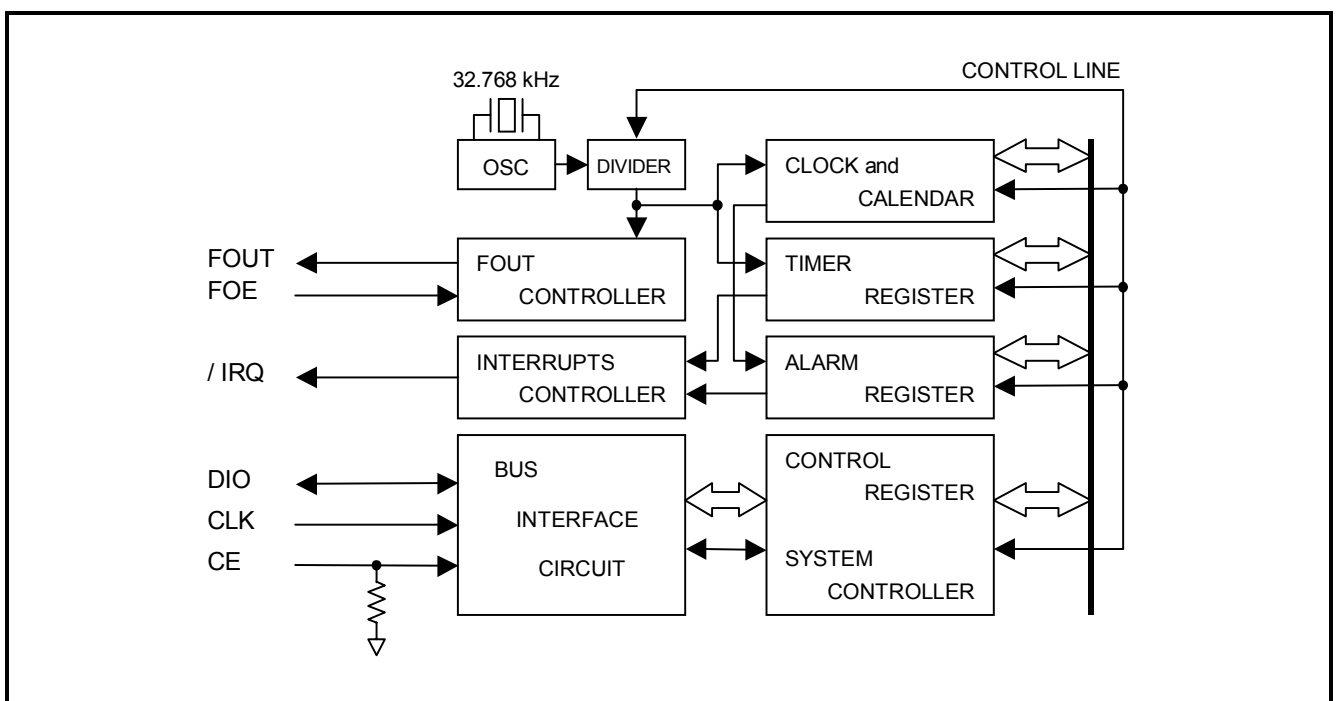 CONTROL LINE
32.768 kHz
OSC
DIVIDER
CLOCK and
CALENDAR
FOUT
FOE
FOUT
CONTROLLER
TIMER
REGISTER
/ IRQ
INTERRUPTS
CONTROLLER
ALARM
REGISTER
DIO
CLK
CE
BUS
INTERFACE
CIRCUIT
CONTROL
REGISTER
SYSTEM
CONTROLLER